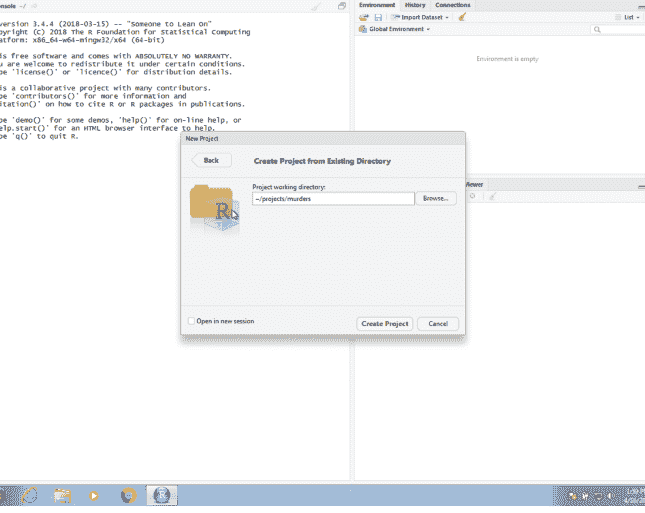 onsole ~/
version 3.4.4 (2018-03-15) -- "Someone to Lean On"
pyright (C) 2018 The R Foundation for Statistical Computing
atform: x86_64-w64-mingw32/x64 (64-bit)
is free software and comes with ABSOLUTELY NO WARRANTY.
u are welcome to redistribute it under certain conditions.
pe 'license()' or 'licence()' for distribution details.
is a collaborative project with many contributors.
pe 'contributors()' for more information and
itation()' on how to cite R or R packages in publications.
pe 'demo()' for some demos, 'help()' for on-line help, or
elp.start()' for an HTML browser interface to help.
pe 'q()' to quit R.
Environment History Connections
Import Dataset
List
Global Environment
Environment is empty
New Project
Back
Create Project from Existing Directory
Project working directory:
~/projects/murders
Browse...
R
Open in new session
Create Project
Cancel
iewer
R